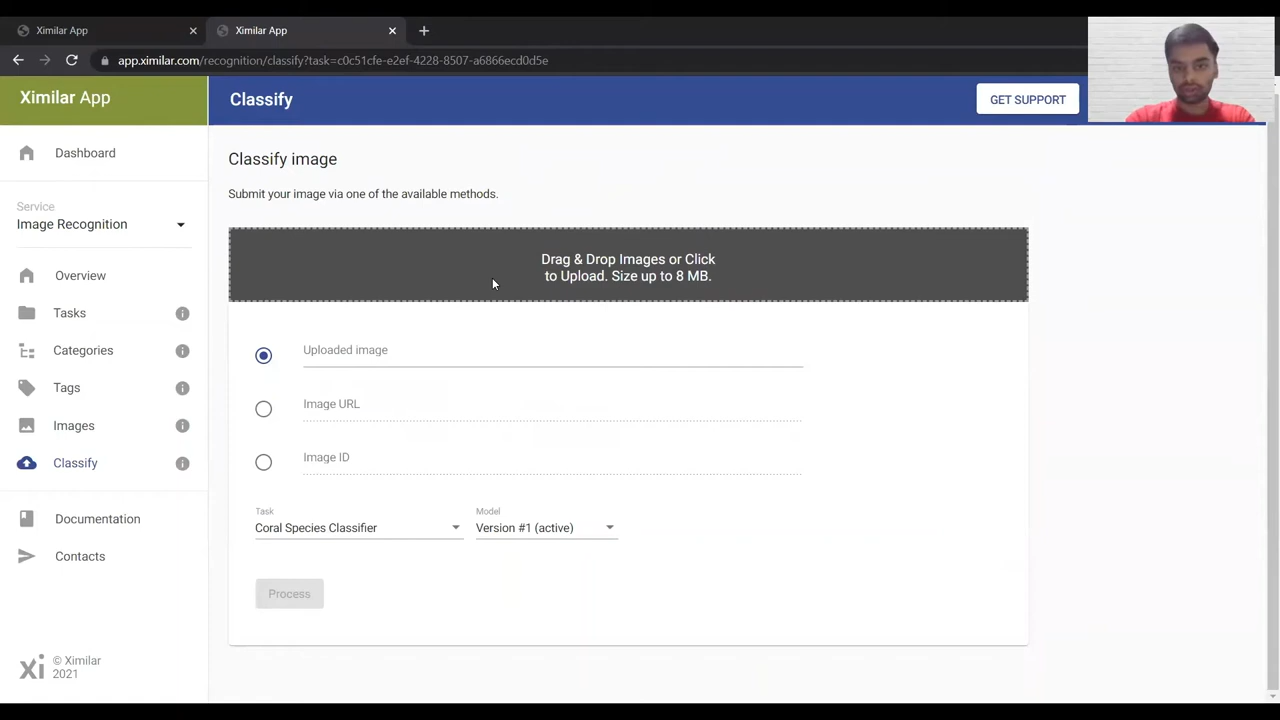 Ximilar App
Ximilar App
app.ximilar.com/recognition/classify?task=c0c51cfe-e2ef-4228-8507-a6866ecd0d5e
Ximilar App
Classify
GET SUPPORT
Dashboard
Service
Image Recognition
Overview
Tasks
Categories
Tags
Images
Classify
Documentation
Contacts
xi © Ximilar
2021
Classify image
Submit your image via one of the available methods.
Drag & Drop Images or Click
to Upload. Size up to 8 MB.
Uploaded image
Image URL
Image ID
Task
Coral Species Classifier
Model
Version #1 (active)
Process